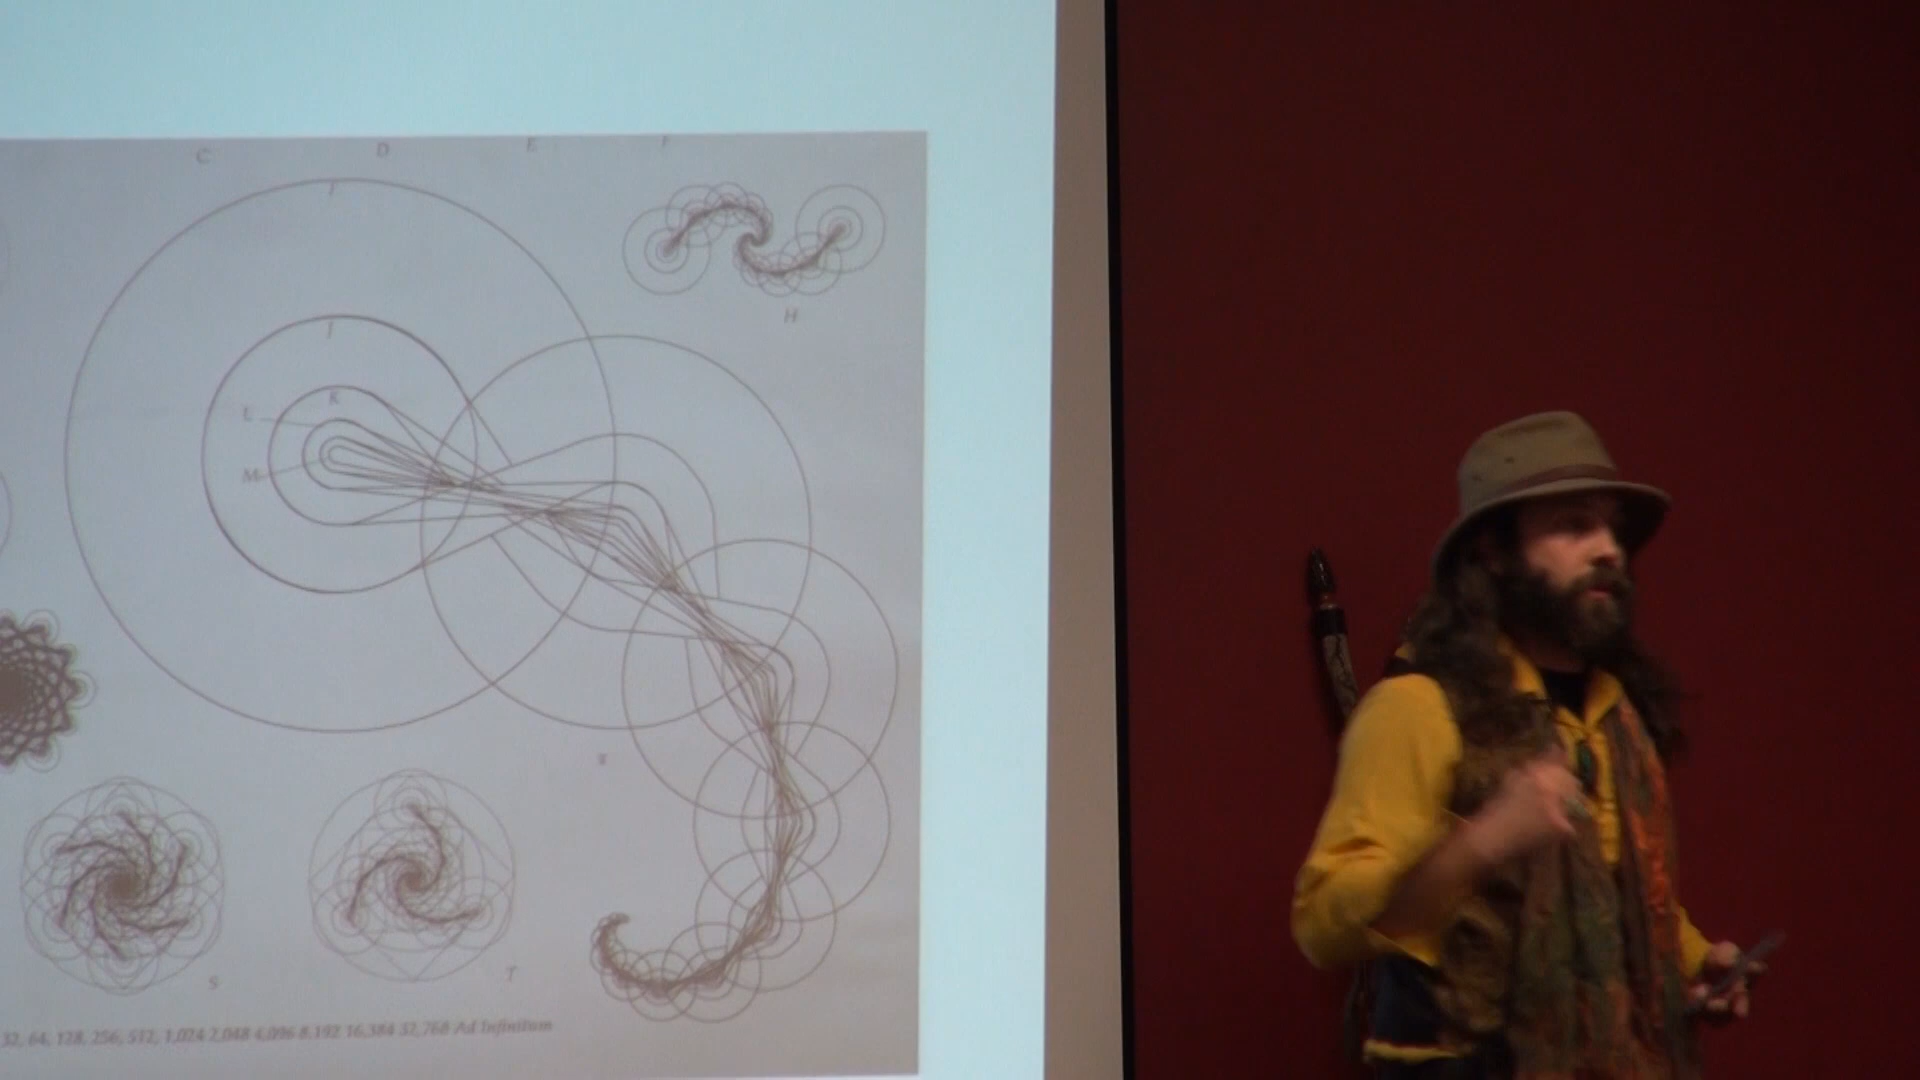 C D E F
J
H
J
K
L
M
S
T
32, 64, 128, 256, 512, 1,024 2,048 4,096 8,192 16,384 32,768 Ad Infinitum